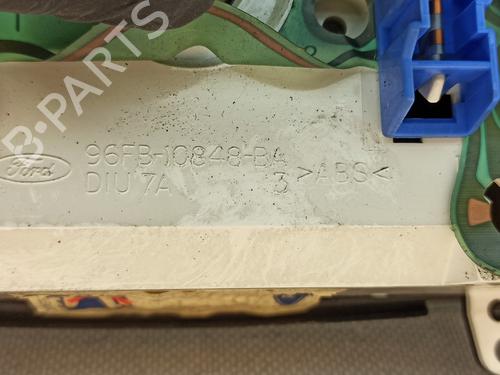 B-PARTS
96FB-10848-BA
Ford DIU 7A 3 >ABS<